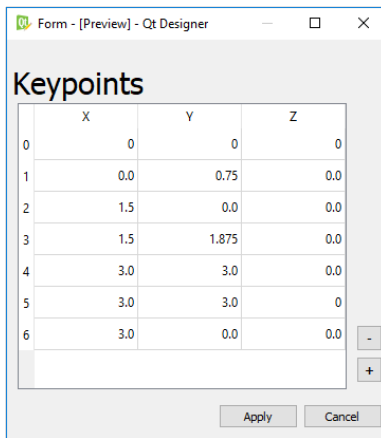 Form - [Preview] - Qt Designer
Keypoints
X Y Z
0 0 0 0
1 0.0 0.75 0.0
2 1.5 0.0 0.0
3 1.5 1.875 0.0
4 3.0 3.0 0.0
5 3.0 3.0 0
6 3.0 0.0 0.0
-
+
Apply Cancel